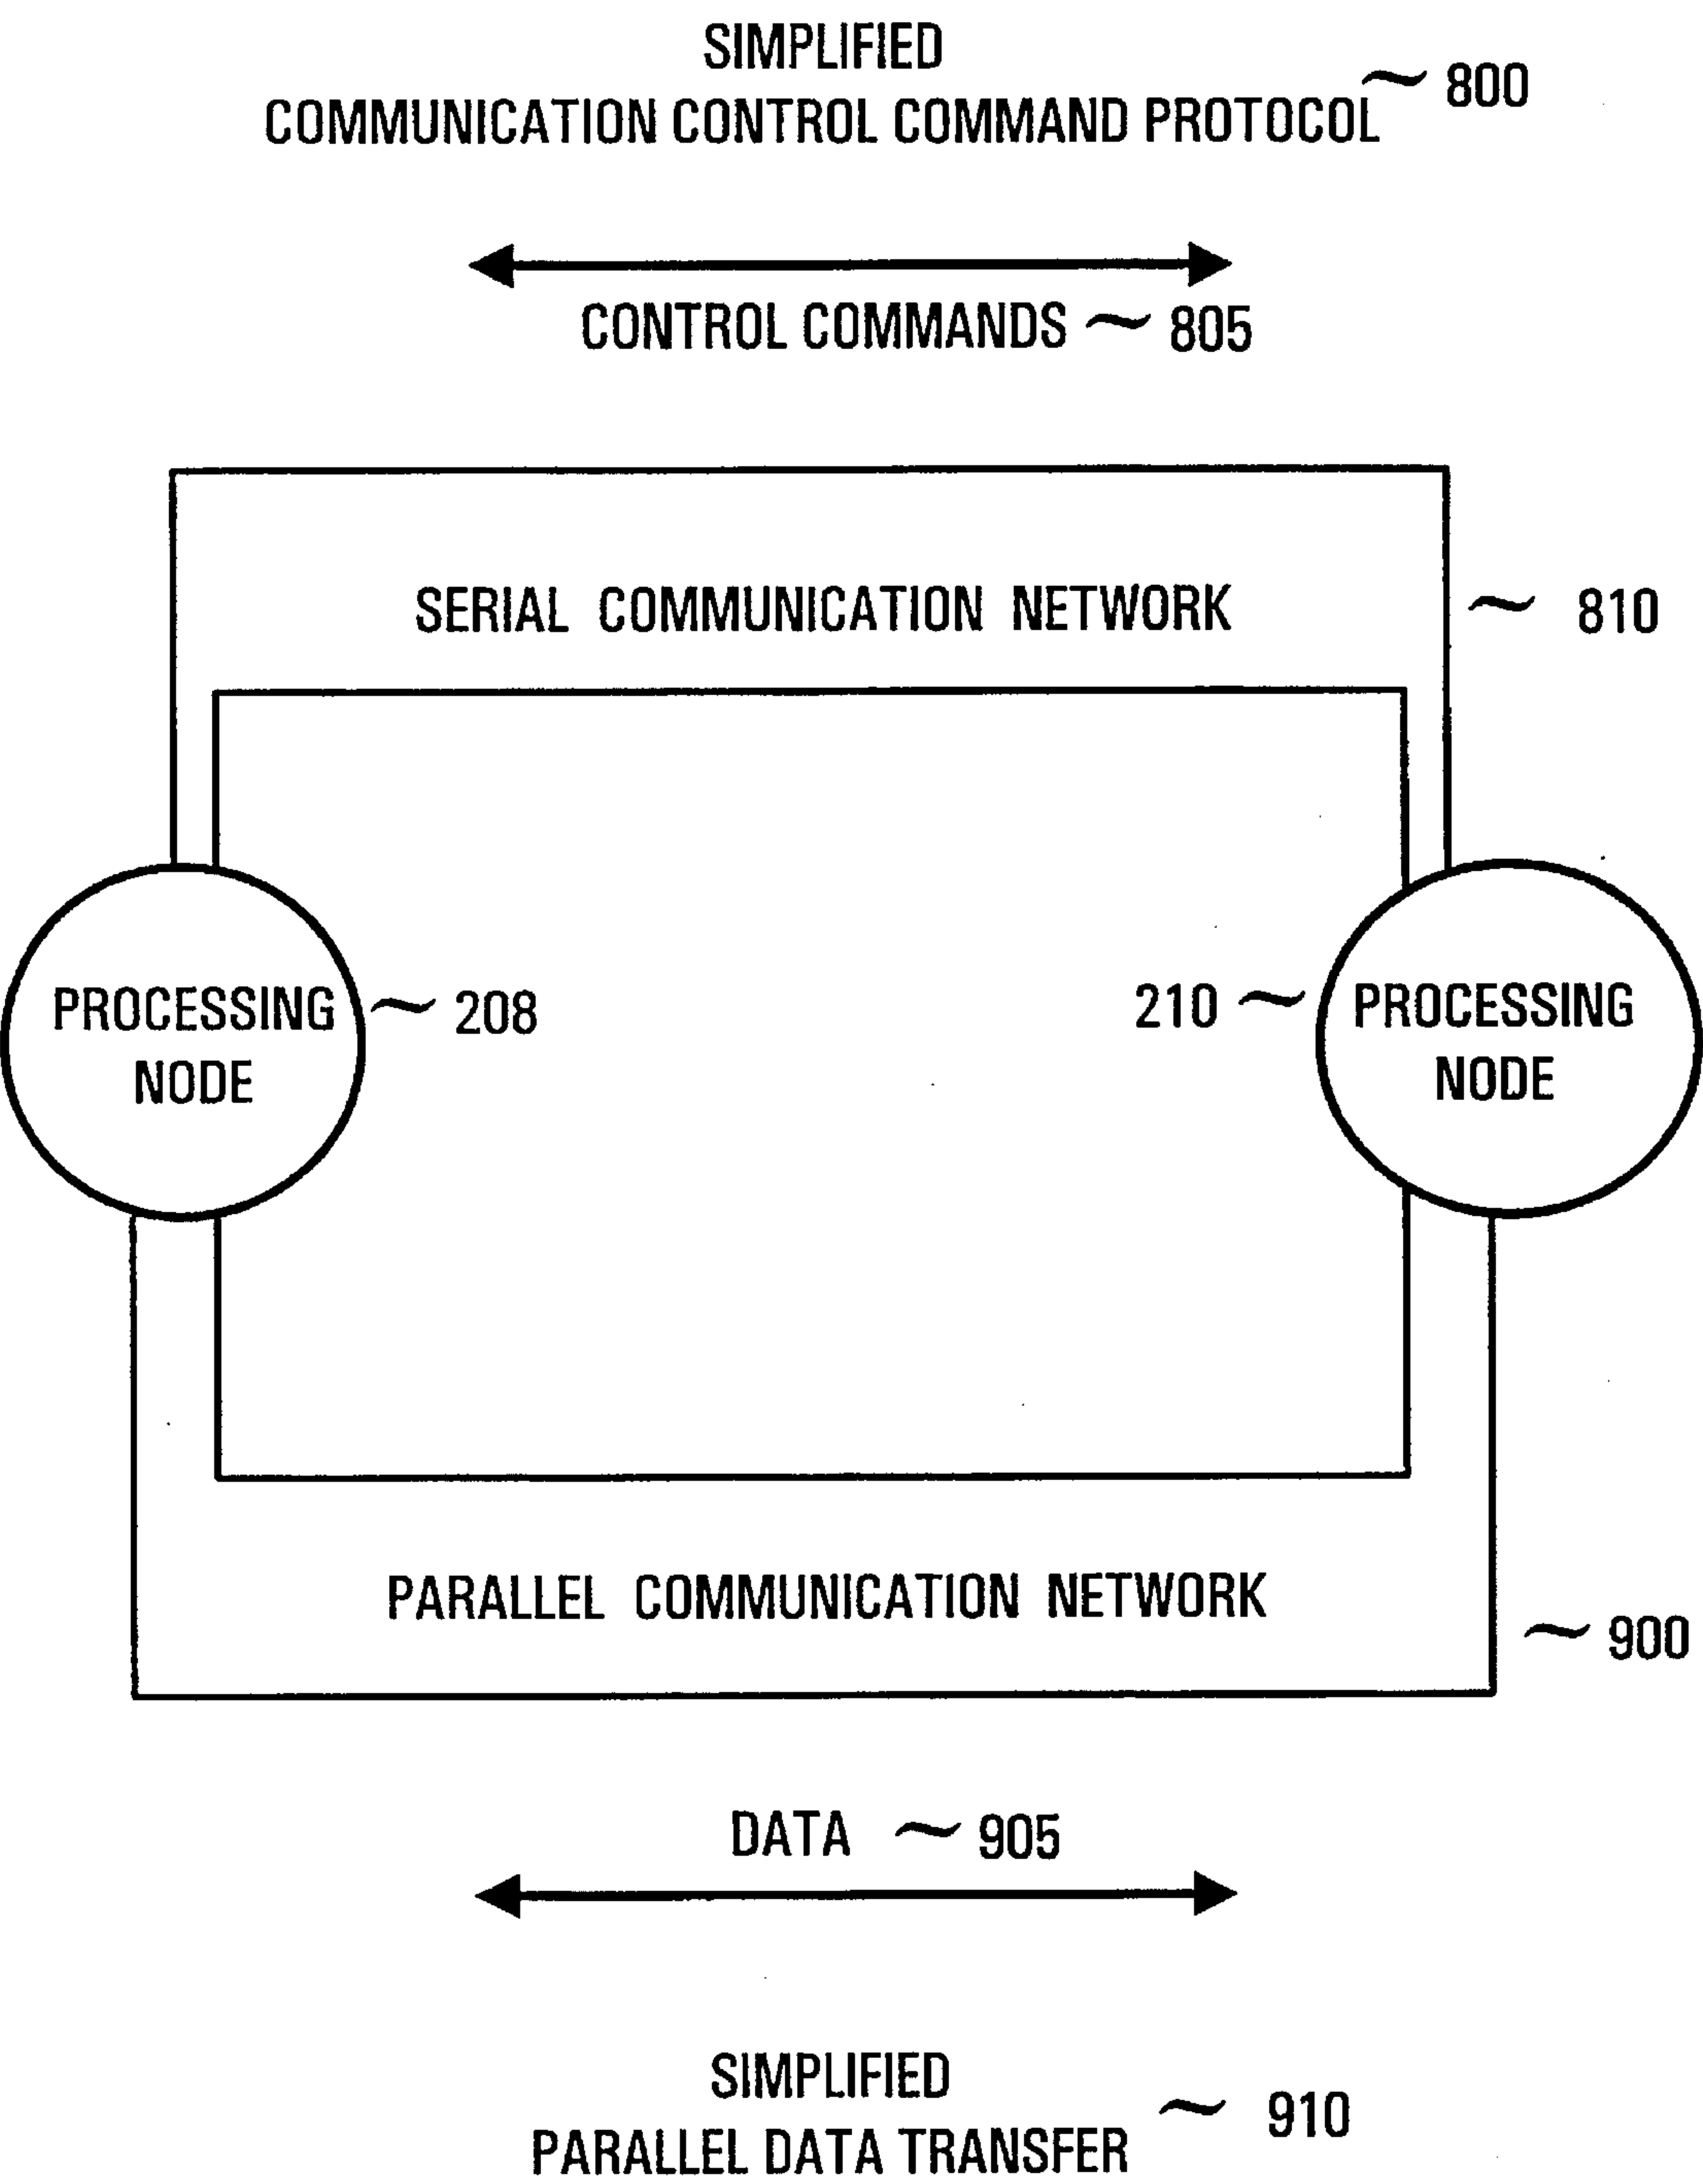 SIMPLIFIED
COMMUNICATION CONTROL COMMAND PROTOCOL ~ 800
CONTROL COMMANDS ~ 805
SERIAL COMMUNICATION NETWORK ~ 810
PROCESSING NODE ~ 208
210 ~ PROCESSING NODE
PARALLEL COMMUNICATION NETWORK
~ 900
DATA ~ 905
SIMPLIFIED
PARALLEL DATA TRANSFER ~ 910